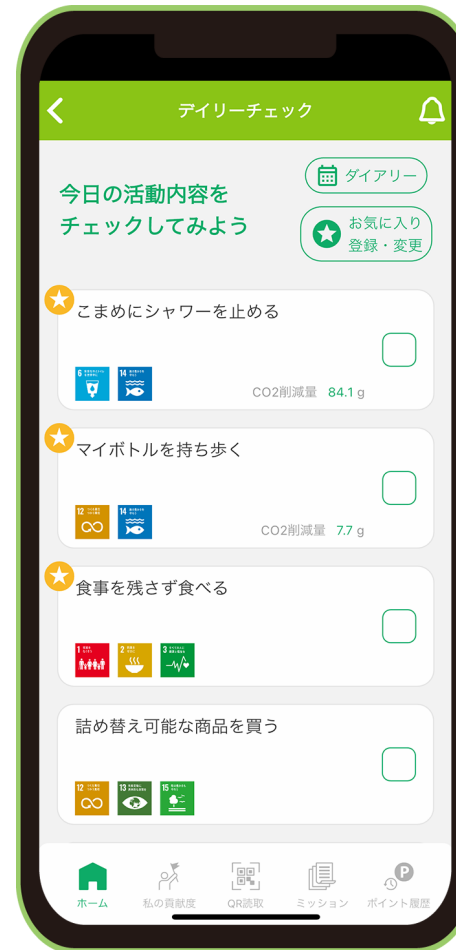 デイリーチェック
今日の活動内容を
チェックしてみよう
ダイアリー
お気に入り
登録・変更
こまめにシャワーを止める
6
14
CO2削減量 84.1 g
マイボトルを持ち歩く
12
14
CO2削減量 7.7 g
食事を残さず食べる
1
2
3
詰め替え可能な商品を買う
12
13
15
P
ホーム
私の貢献度
QR読取
ミッション
ポイント履歴